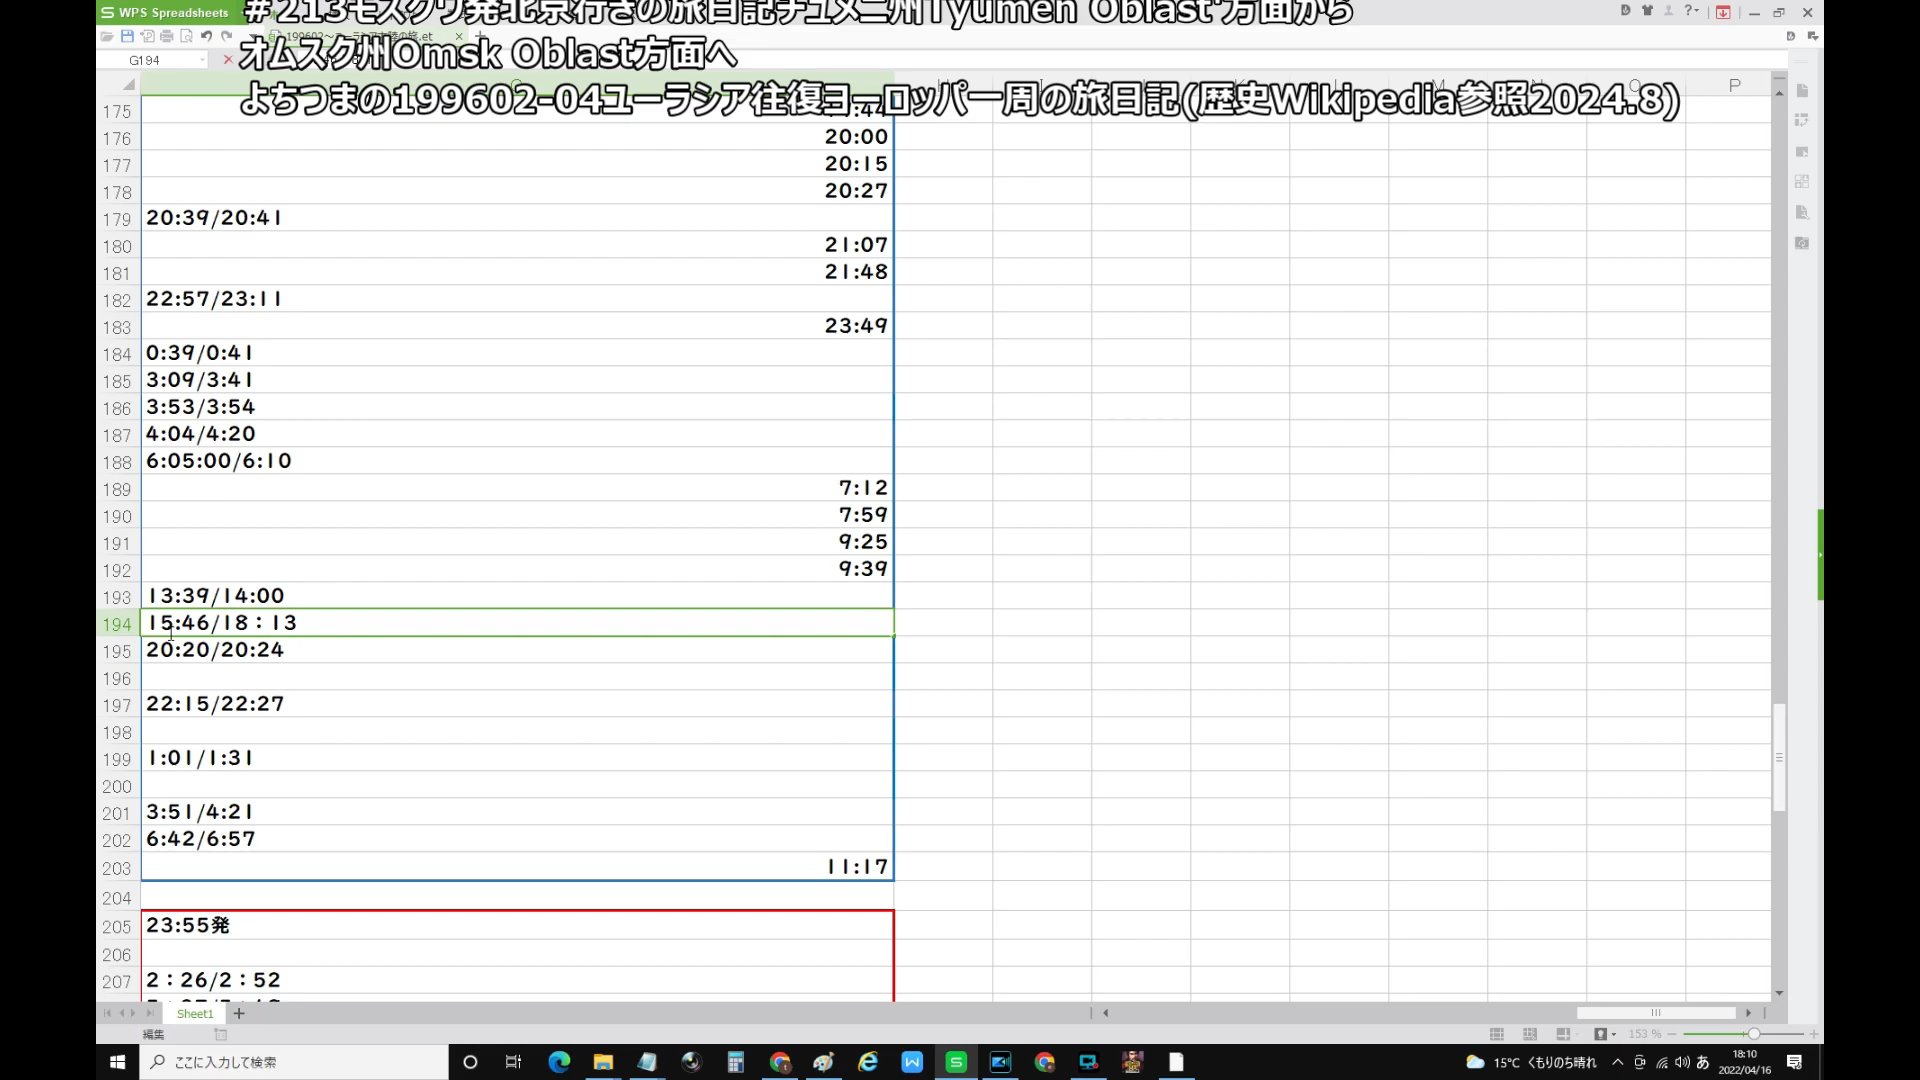 WPS Spreadsheets
#213モスクワ発北京行きの旅日記チュメニ州Tyumen Oblast'方面から
オムスク州Omsk Oblast方面へ
よちつまの199602-04ユーラシア往復ヨーロッパ一周の旅日記(歴史Wikipedia参照2024.8)
G194
P
175
176 20:00
177 20:15
178 20:27
179 20:39/20:41
180 21:07
181 21:48
182 22:57/23:11
183 23:49
184 0:39/0:41
185 3:09/3:41
186 3:53/3:54
187 4:04/4:20
188 6:05:00/6:10
189 7:12
190 7:59
191 9:25
192 9:39
193 13:39/14:00
194 15:46/18：13
195 20:20/20:24
196
197 22:15/22:27
198
199 1:01/1:31
200
201 3:51/4:21
202 6:42/6:57
203 11:17
204
205 23:55発
206
207 2：26/2：52
Sheet1
編集
153 %
ここに入力して検索
15°C くもりのち晴れ
あ
18:10
2022/04/16